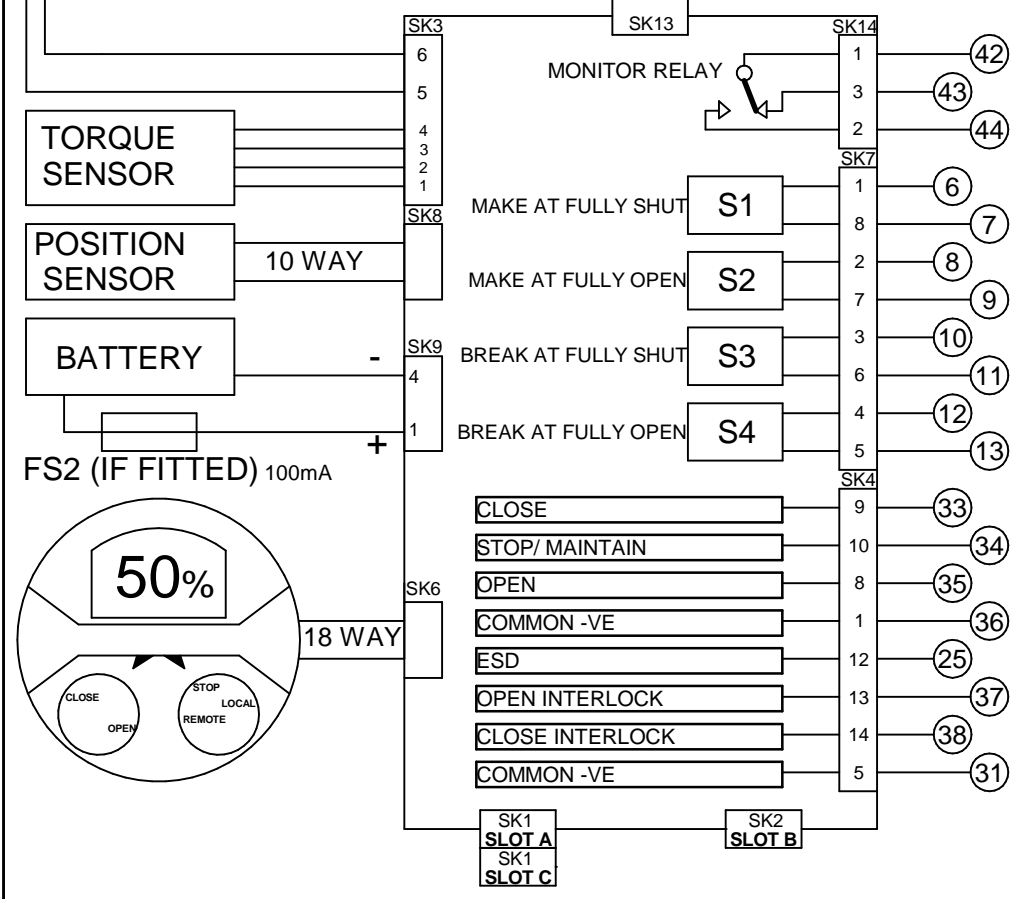 SK3
SK13
SK14
6
MONITOR RELAY
1
42
5
3
43
2
44
TORQUE
SENSOR
4
3
2
1
SK7
MAKE AT FULLY SHUT
S1
1
6
8
7
SK8
POSITION
SENSOR
10 WAY
MAKE AT FULLY OPEN
S2
2
8
7
9
BATTERY
-
SK9
4
BREAK AT FULLY SHUT
S3
3
10
6
11
+
1
BREAK AT FULLY OPEN
S4
4
12
5
13
FS2 (IF FITTED) 100mA
SK4
CLOSE
9
33
STOP/ MAINTAIN
10
34
50%
SK6
OPEN
8
35
18 WAY
COMMON -VE
1
36
ESD
12
25
CLOSE
OPEN
STOP
LOCAL
REMOTE
OPEN INTERLOCK
13
37
CLOSE INTERLOCK
14
38
COMMON -VE
5
31
SK1
SLOT A
SK1
SLOT C
SK2
SLOT B